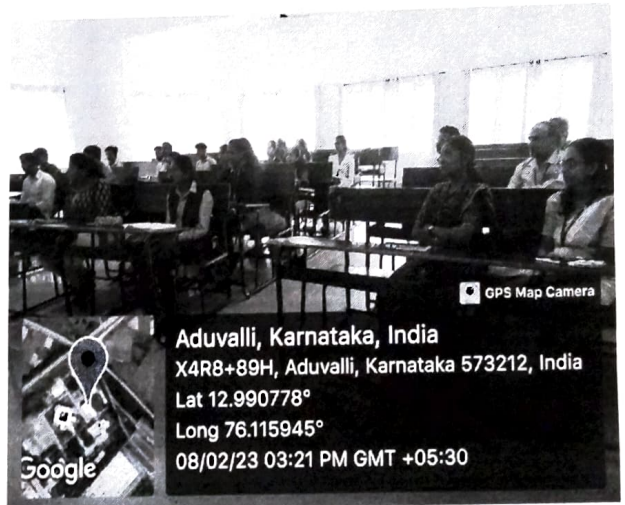 GPS Map Camera
Aduvalli, Karnataka, India
X4R8+89H, Aduvalli, Karnataka 573212, India
Lat 12.990778°
Long 76.115945°
08/02/23 03:21 PM GMT +05:30
Google